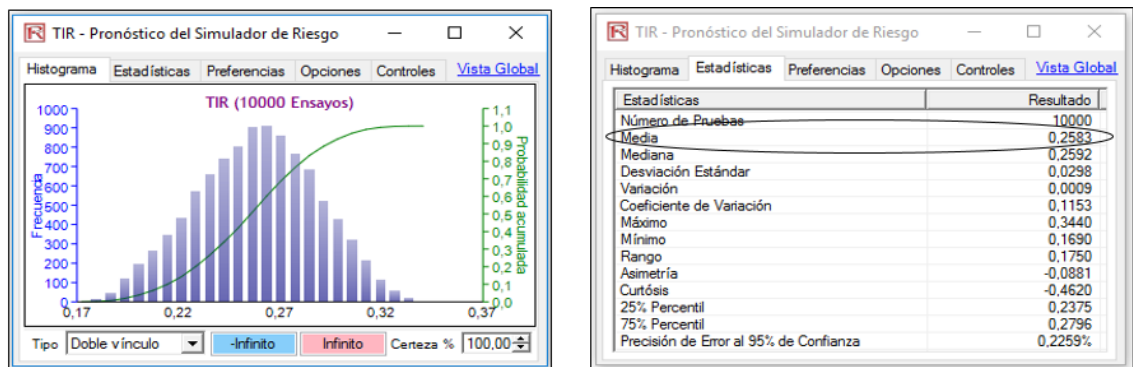 TIR - Pronóstico del Simulador de Riesgo
Histograma Estadísticas Preferencias Opciones Controles Vista Global
TIR (10000 Ensayos)
Frecuencia
1000
900
800
700
600
500
400
300
200
100
0
0,17 0,22 0,27 0,32 0,37
1,1
1,0
0,9
0,8
0,7
0,6
0,5
0,4
0,3
0,2
0,1
0,0
Probabilidad acumulada
Tipo Doble vínculo -Infinito Infinito Certeza % 100,00
TIR - Pronóstico del Simulador de Riesgo
Histograma Estadísticas Preferencias Opciones Controles Vista Global
Estadísticas Resultado
Número de Pruebas 10000
Media 0,2583
Mediana 0,2592
Desviación Estándar 0,0298
Variación 0,0009
Coeficiente de Variación 0,1153
Máximo 0,3440
Mínimo 0,1690
Rango 0,1750
Asimetría -0,0881
Curtósis -0,4620
25% Percentil 0,2375
75% Percentil 0,2796
Precisión de Error al 95% de Confianza 0,2259%